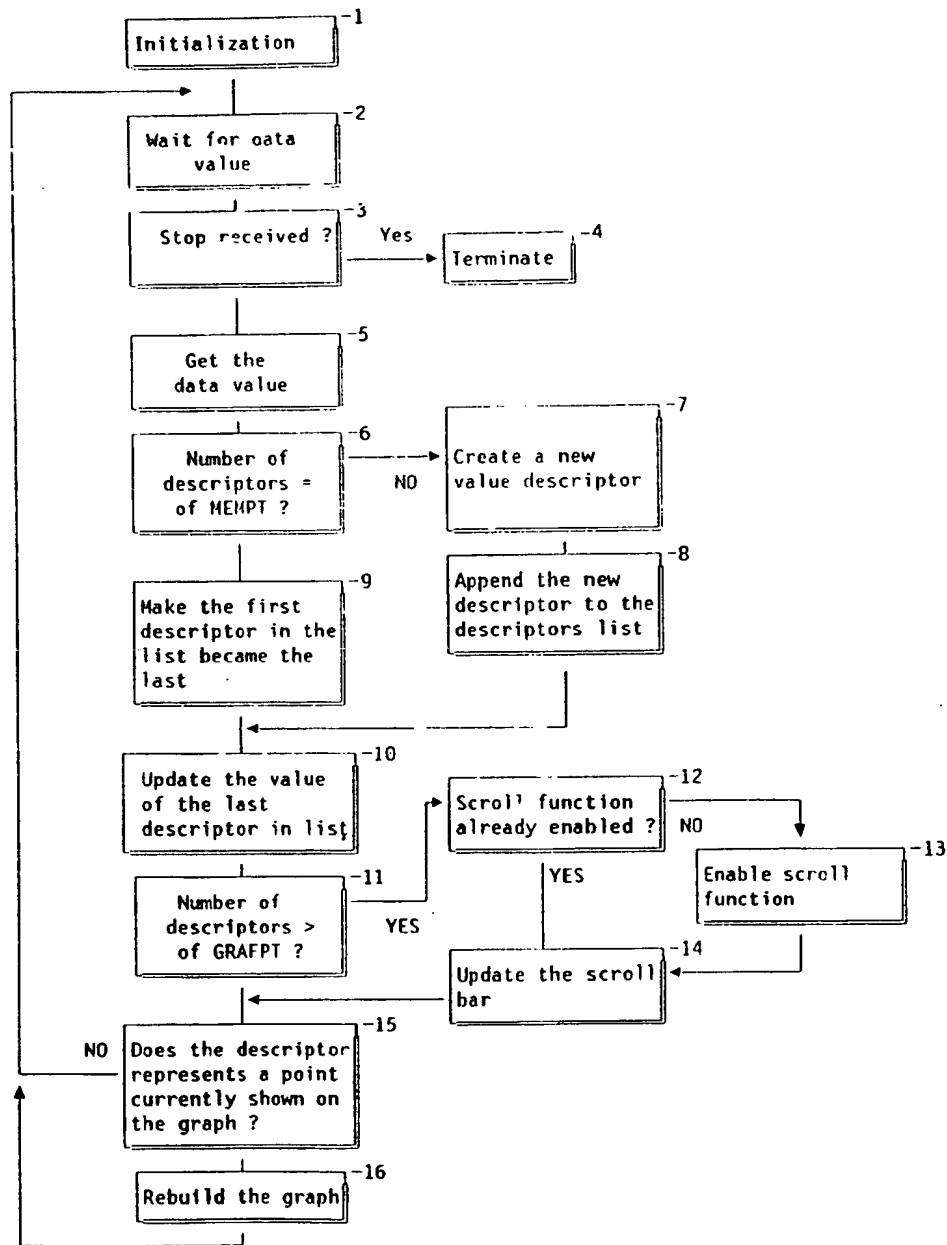 -1
Initialization
-2
Wait for data
value
-3
Stop received ?
Yes
-4
Terminate
-5
Get the
data value
-6
Number of
descriptors =
of MEMPT ?
NO
-7
Create a new
value descriptor
-8
Append the new
descriptor to the
descriptors list
-9
Make the first
descriptor in the
list became the
last
-10
Update the value
of the last
descriptor in list
-11
Number of
descriptors >
of GRAFPT ?
YES
-12
Scroll function
already enabled ?
NO
YES
-13
Enable scroll
function
-14
Update the scroll
bar
-15
NO
Does the descriptor
represents a point
currently shown on
the graph ?
-16
Rebuild the graph